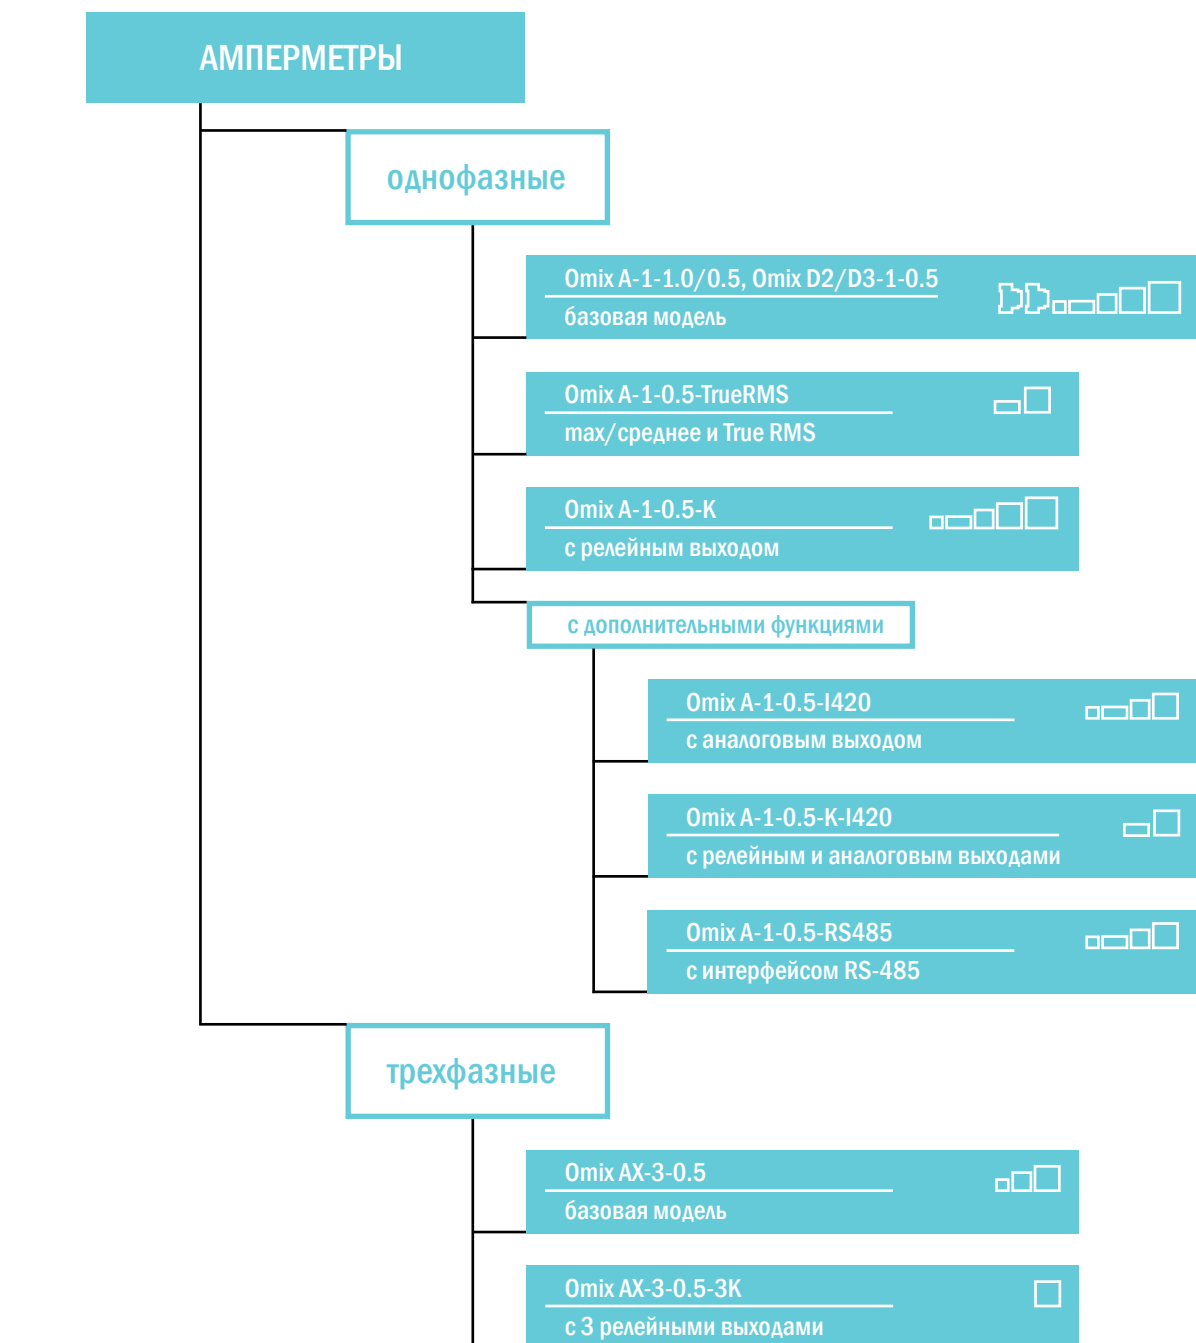 АМПЕРМЕТРЫ
однофазные
Omix A-1-1.0/0.5, Omix D2/D3-1-0.5
базовая модель
Omix A-1-0.5-TrueRMS
max/среднее и True RMS
Omix A-1-0.5-K
с релейным выходом
с дополнительными функциями
Omix A-1-0.5-I420
с аналоговым выходом
Omix A-1-0.5-K-I420
с релейным и аналоговым выходами
Omix A-1-0.5-RS485
с интерфейсом RS-485
трехфазные
Omix AX-3-0.5
базовая модель
Omix AX-3-0.5-3K
с 3 релейными выходами